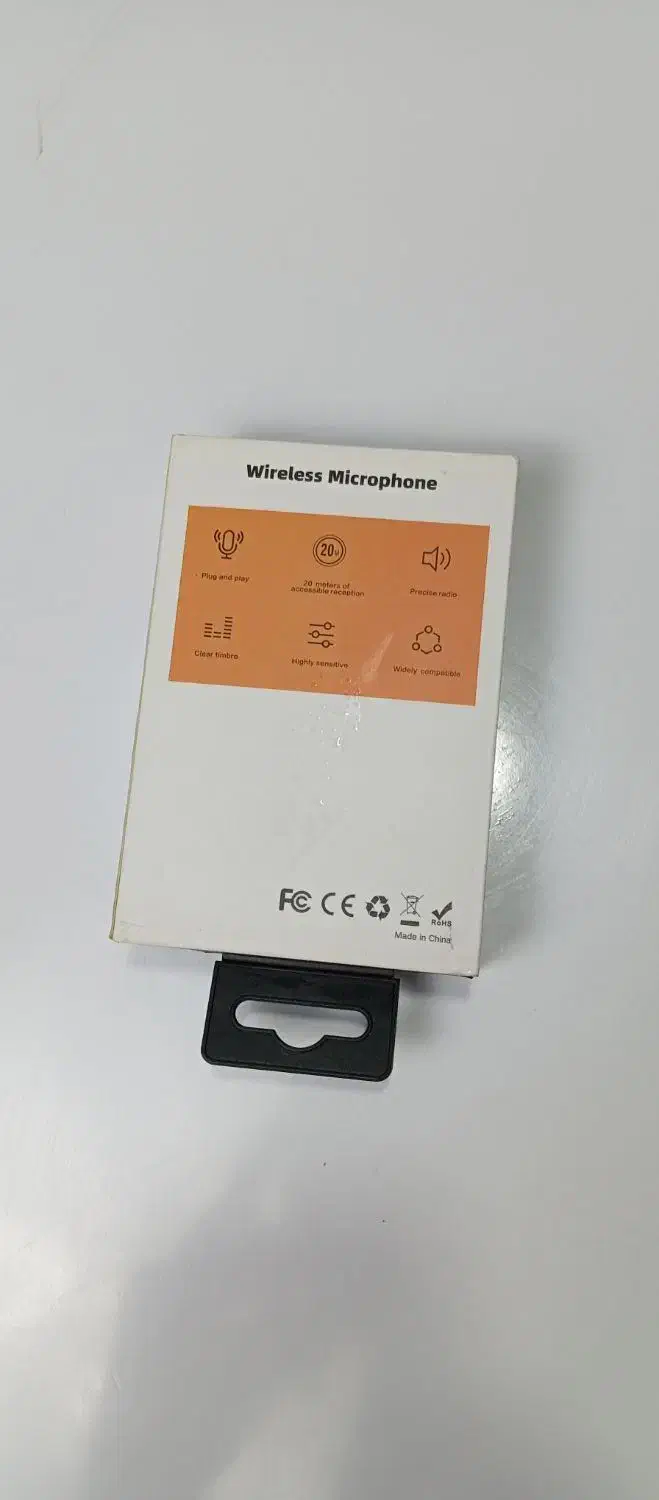 Wireless Microphone
20M
Plug and play
20 meters of
accessible reception
Precise radio
Clear timbre
Highly sensitive
Widely compatible
FC CE
RoHS
Made in China